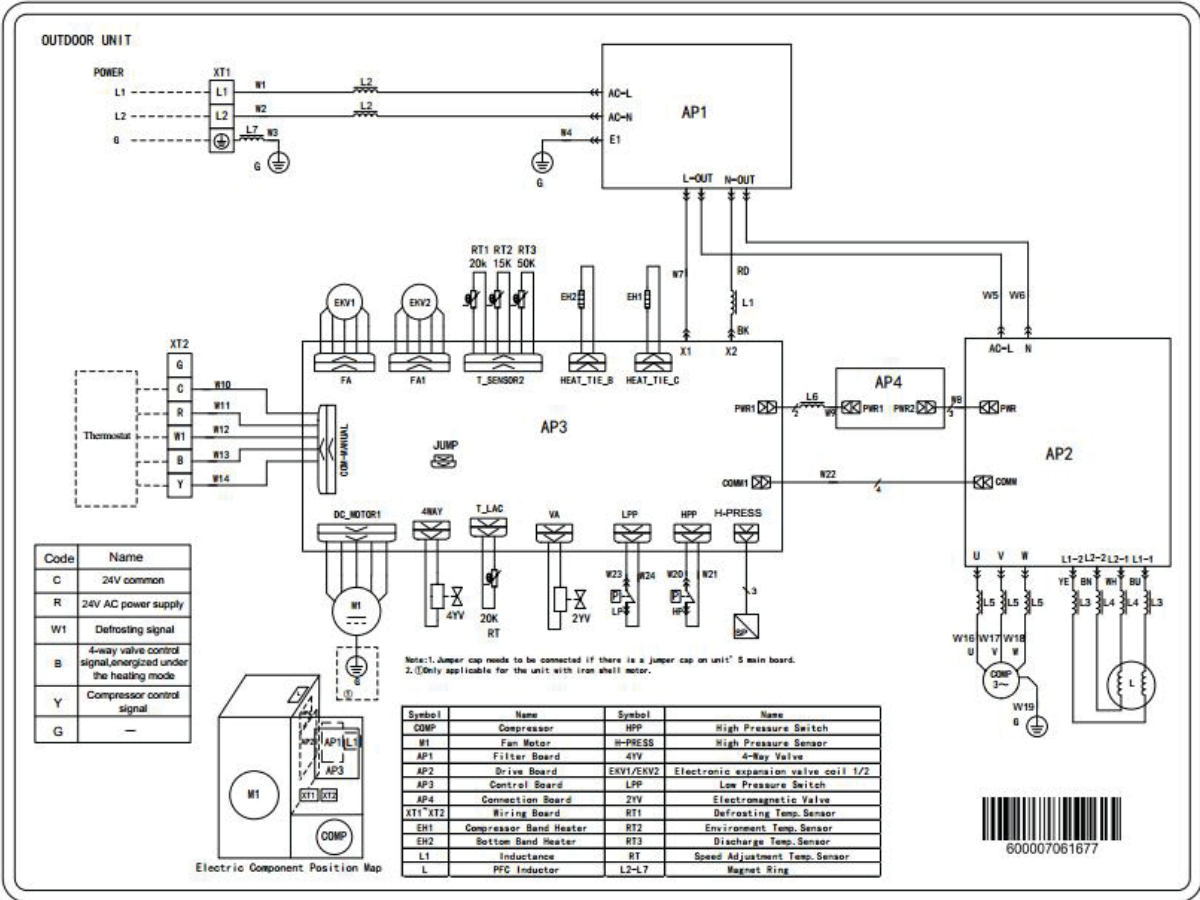 OUTDOOR UNIT
POWER
XT1
L1 L1 W1 L2 AC-L
L2 L2 W2 L2 AC-N
G L7 W3 W4 E1
G G
AP1
L-OUT N-OUT
RT1 RT2 RT3
20k 15K 50K
W7 RD
EKV1 EKV2 EH2 EH1 L1
W5 W6
BK
X1 X2
AC-L N
XT2
G
C W10
R W11
W1 W12
B W13
Y W14
Thermostat
COM-MANUAL
FA FA1 T_SENSOR2 HEAT_TIE_B HEAT_TIE_C
AP3
JUMP
PWR1 2 L6 W9 PWR1 PWR2 W8 3 PWR
AP4
AP2
COMM1 W22 4 COMM
DC_MOTOR1 4WAY T_LAC VA LPP HPP H-PRESS
W23 W24 W20 W21
P P
LP HP
M1
4YV
20K
RT
2YV
3
SP
G
①
U V W L1-2 L2-2 L2-1 L1-1
YE BN WH BU
L5 L5 L5 L3 L4 L4 L3
W16 W17 W18
U V W
COMP
3~
L
W19
G
Code Name
C 24V common
R 24V AC power supply
W1 Defrosting signal
B 4-way valve control
signal,energized under
the heating mode
Y Compressor control
signal
G —
Note:1.Jumper cap needs to be connected if there is a jumper cap on unit' S main board.
2.①Only applicable for the unit with iron shell motor.
L
AP2 AP1 L1
AP3
XT1 XT2
M1
COMP
Electric Component Position Map
Symbol Name Symbol Name
COMP Compressor HPP High Pressure Switch
M1 Fan Motor H-PRESS High Pressure Sensor
AP1 Filter Board 4YV 4-Way Valve
AP2 Drive Board EKV1/EKV2 Electronic expansion valve coil 1/2
AP3 Control Board LPP Low Pressure Switch
AP4 Connection Board 2YV Electromagnetic Valve
XT1~XT2 Wiring Board RT1 Defrosting Temp.Sensor
EH1 Compressor Band Heater RT2 Environment Temp.Sensor
EH2 Bottom Band Heater RT3 Discharge Temp.Sensor
L1 Inductance RT Speed Adjustment Temp.Sensor
L PFC Inductor L2-L7 Magnet Ring
600007061677